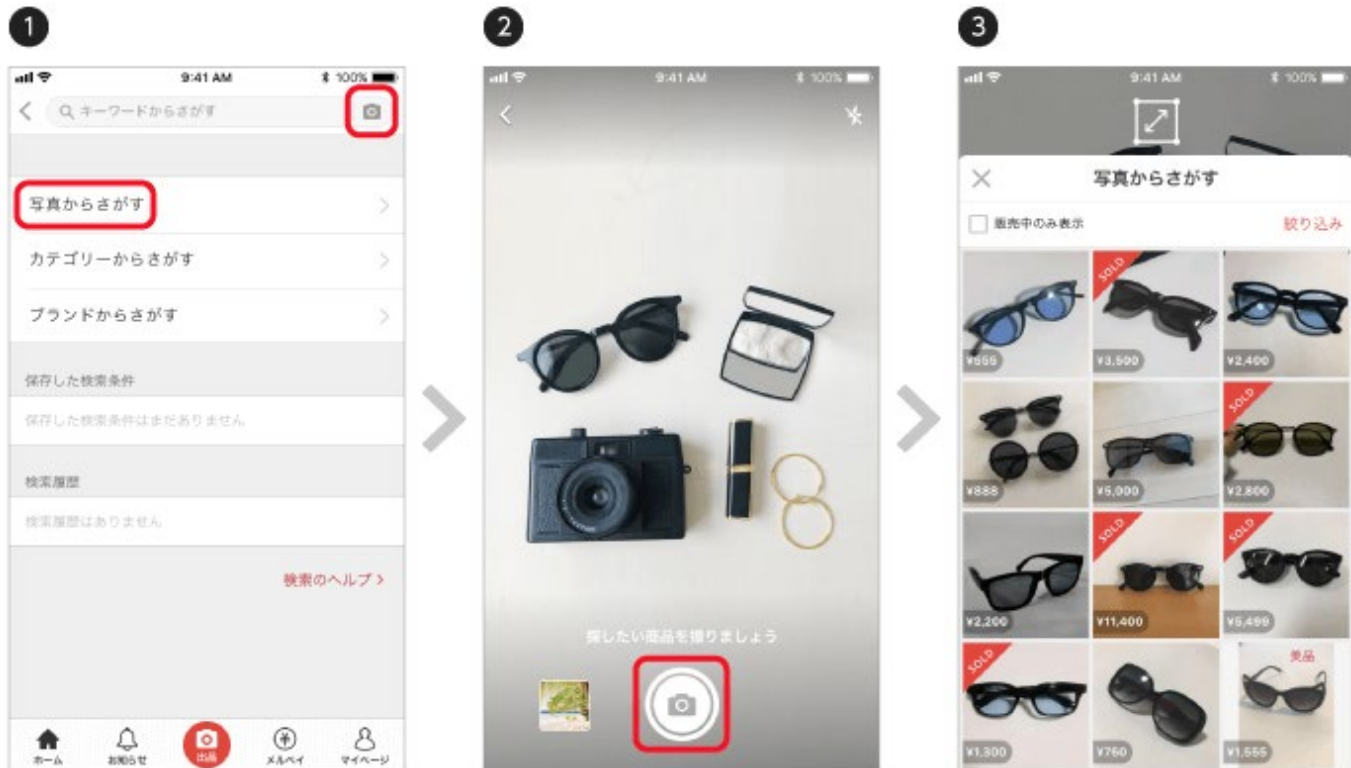 1
9:41 AM
100%
キーワードからさがす
写真からさがす
カテゴリーからさがす
ブランドからさがす
保存した検索条件
保存した検索条件はまだありません
検索履歴
検索履歴はありません
検索のヘルプ
ホーム
お知らせ
出品
メルペイ
マイページ
2
9:41 AM
100%
探したい商品を撮りましょう
3
9:41 AM
100%
写真からさがす
販売中のみ表示
絞り込み
¥555
SOLD
¥3,500
¥2,400
¥888
¥5,000
SOLD
¥2,800
¥2,200
SOLD
¥11,400
SOLD
¥5,499
SOLD
¥1,300
¥760
美品
¥1,555